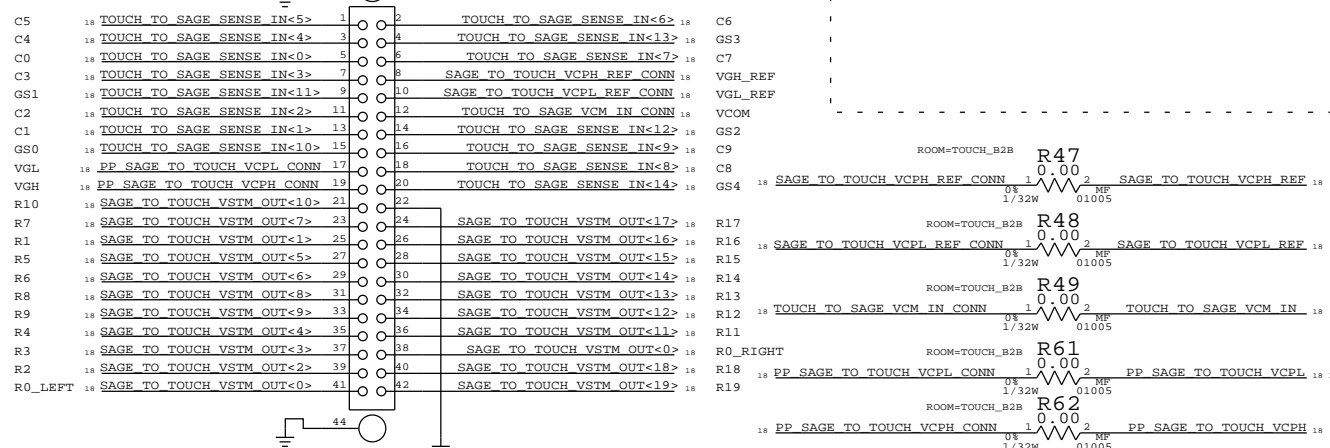 C5 18 TOUCH_TO_SAGE_SENSE_IN<5> 1 2 TOUCH_TO_SAGE_SENSE_IN<6> 18 C6
C4 18 TOUCH_TO_SAGE_SENSE_IN<4> 3 4 TOUCH_TO_SAGE_SENSE_IN<13> 18 GS3
C0 18 TOUCH_TO_SAGE_SENSE_IN<0> 5 6 TOUCH_TO_SAGE_SENSE_IN<7> 18 C7
C3 18 TOUCH_TO_SAGE_SENSE_IN<3> 7 8 SAGE_TO_TOUCH_VCPH_REF_CONN 18 VGH_REF
GS1 18 TOUCH_TO_SAGE_SENSE_IN<11> 9 10 SAGE_TO_TOUCH_VCPL_REF_CONN 18 VGL_REF
C2 18 TOUCH_TO_SAGE_SENSE_IN<2> 11 12 TOUCH_TO_SAGE_VCM_IN_CONN 18 VCOM
C1 18 TOUCH_TO_SAGE_SENSE_IN<1> 13 14 TOUCH_TO_SAGE_SENSE_IN<12> 18 GS2
GS0 18 TOUCH_TO_SAGE_SENSE_IN<10> 15 16 TOUCH_TO_SAGE_SENSE_IN<9> 18 C9
VGL 18 PP_SAGE_TO_TOUCH_VCPL_CONN 17 18 TOUCH_TO_SAGE_SENSE_IN<8> 18 C8
VGH 18 PP_SAGE_TO_TOUCH_VCPH_CONN 19 20 TOUCH_TO_SAGE_SENSE_IN<14> 18 GS4
R10 18 SAGE_TO_TOUCH_VSTM_OUT<10> 21 22
R7 18 SAGE_TO_TOUCH_VSTM_OUT<7> 23 24 SAGE_TO_TOUCH_VSTM_OUT<17> 18 R17
R1 18 SAGE_TO_TOUCH_VSTM_OUT<1> 25 26 SAGE_TO_TOUCH_VSTM_OUT<16> 18 R16
R5 18 SAGE_TO_TOUCH_VSTM_OUT<5> 27 28 SAGE_TO_TOUCH_VSTM_OUT<15> 18 R15
R6 18 SAGE_TO_TOUCH_VSTM_OUT<6> 29 30 SAGE_TO_TOUCH_VSTM_OUT<14> 18 R14
R8 18 SAGE_TO_TOUCH_VSTM_OUT<8> 31 32 SAGE_TO_TOUCH_VSTM_OUT<13> 18 R13
R9 18 SAGE_TO_TOUCH_VSTM_OUT<9> 33 34 SAGE_TO_TOUCH_VSTM_OUT<12> 18 R12
R4 18 SAGE_TO_TOUCH_VSTM_OUT<4> 35 36 SAGE_TO_TOUCH_VSTM_OUT<11> 18 R11
R3 18 SAGE_TO_TOUCH_VSTM_OUT<3> 37 38 SAGE_TO_TOUCH_VSTM_OUT<0> 18 R0_RIGHT
R2 18 SAGE_TO_TOUCH_VSTM_OUT<2> 39 40 SAGE_TO_TOUCH_VSTM_OUT<18> 18 R18
R0_LEFT 18 SAGE_TO_TOUCH_VSTM_OUT<0> 41 42 SAGE_TO_TOUCH_VSTM_OUT<19> 18 R19
44
ROOM=TOUCH_B2B R47
0.00
18 SAGE_TO_TOUCH_VCPH_REF_CONN 1 2 SAGE_TO_TOUCH_VCPH_REF 18
0% MF
1/32W 01005
ROOM=TOUCH_B2B R48
0.00
18 SAGE_TO_TOUCH_VCPL_REF_CONN 1 2 SAGE_TO_TOUCH_VCPL_REF 18
0% MF
1/32W 01005
ROOM=TOUCH_B2B R49
0.00
18 TOUCH_TO_SAGE_VCM_IN_CONN 1 2 TOUCH_TO_SAGE_VCM_IN 18
0% MF
1/32W 01005
ROOM=TOUCH_B2B R61
0.00
18 PP_SAGE_TO_TOUCH_VCPL_CONN 1 2 PP_SAGE_TO_TOUCH_VCPL 18
0% MF
1/32W 01005
ROOM=TOUCH_B2B R62
0.00
18 PP_SAGE_TO_TOUCH_VCPH_CONN 1 2 PP_SAGE_TO_TOUCH_VCPH 18
0% MF
1/32W 01005